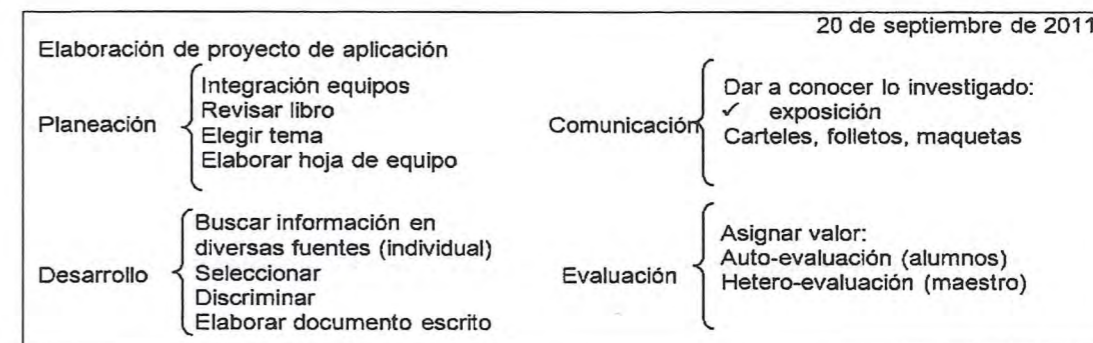 20 de septiembre de 2011
Elaboración de proyecto de aplicación
Planeación
Integración equipos
Revisar libro
Elegir tema
Elaborar hoja de equipo
Comunicación
Dar a conocer lo investigado:
✓ exposición
Carteles, folletos, maquetas
Desarrollo
Buscar información en
diversas fuentes (individual)
Seleccionar
Discriminar
Elaborar documento escrito
Evaluación
Asignar valor:
Auto-evaluación (alumnos)
Hetero-evaluación (maestro)